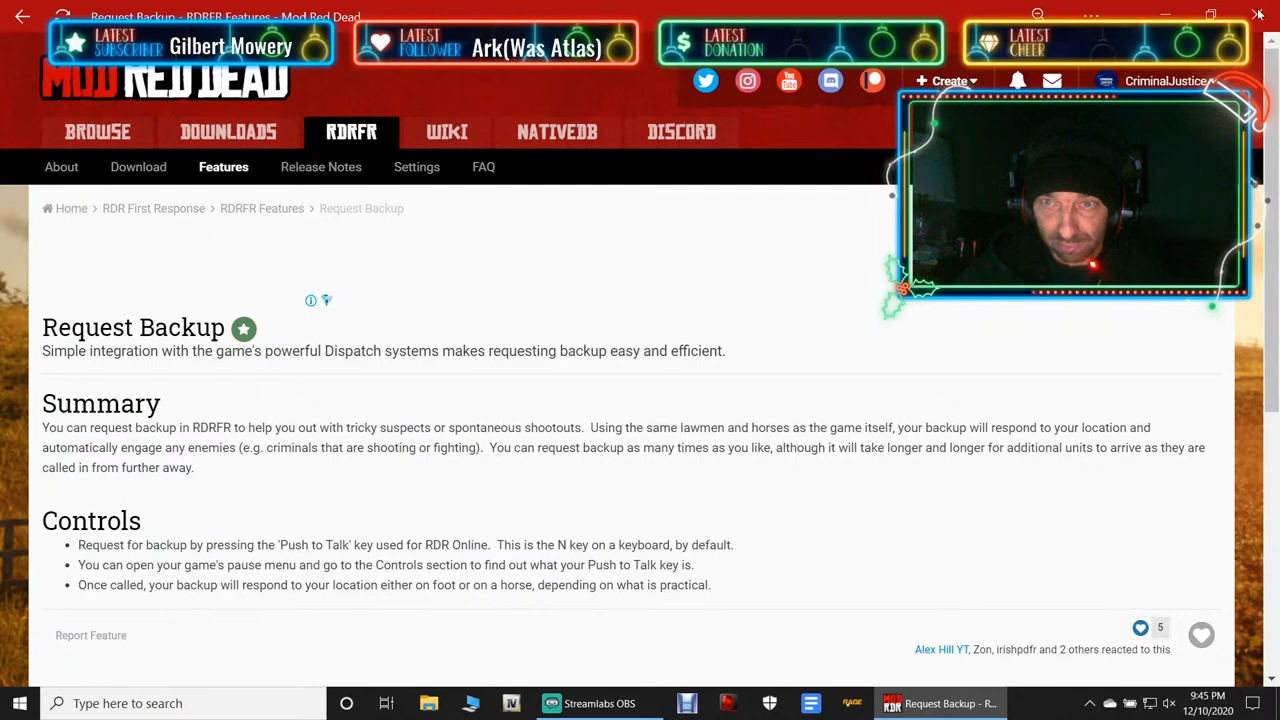 Request Backup - RDRFR Features - Mod Red Dead
LATEST SUBSCRIBER Gilbert Mowery
LATEST FOLLOWER Ark(Was Atlas)
LATEST DONATION
LATEST CHEER
MOD RED DEAD
Create
CriminalJustice
BROWSE DOWNLOADS RDRFR WIKI NATIVEDB DISCORD
About Download Features Release Notes Settings FAQ
Home > RDR First Response > RDRFR Features > Request Backup
Request Backup
Simple integration with the game's powerful Dispatch systems makes requesting backup easy and efficient.
Summary
You can request backup in RDRFR to help you out with tricky suspects or spontaneous shootouts. Using the same lawmen and horses as the game itself, your backup will respond to your location and
automatically engage any enemies (e.g. criminals that are shooting or fighting). You can request backup as many times as you like, although it will take longer and longer for additional units to arrive as they are
called in from further away.
Controls
• Request for backup by pressing the 'Push to Talk' key used for RDR Online. This is the N key on a keyboard, by default.
• You can open your game's pause menu and go to the Controls section to find out what your Push to Talk key is.
• Once called, your backup will respond to your location either on foot or on a horse, depending on what is practical.
5
Report Feature
Alex Hill YT, Zon, irishpdfr and 2 others reacted to this
Type here to search
Streamlabs OBS
RAGE
Request Backup - R...
9:45 PM
12/10/2020